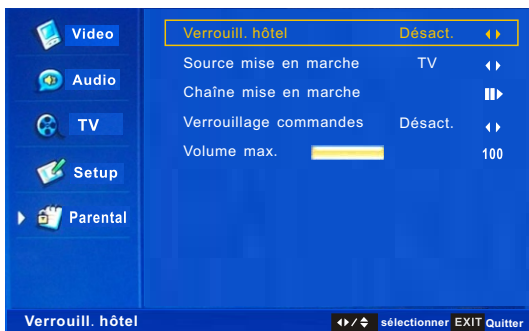 Video
Audio
TV
Setup
Parental
Verrouill. hôtel Désact.
Source mise en marche TV
Chaîne mise en marche
Verrouillage commandes Désact.
Volume max. 100
Verrouill. hôtel
/ sélectionner EXIT Quitter